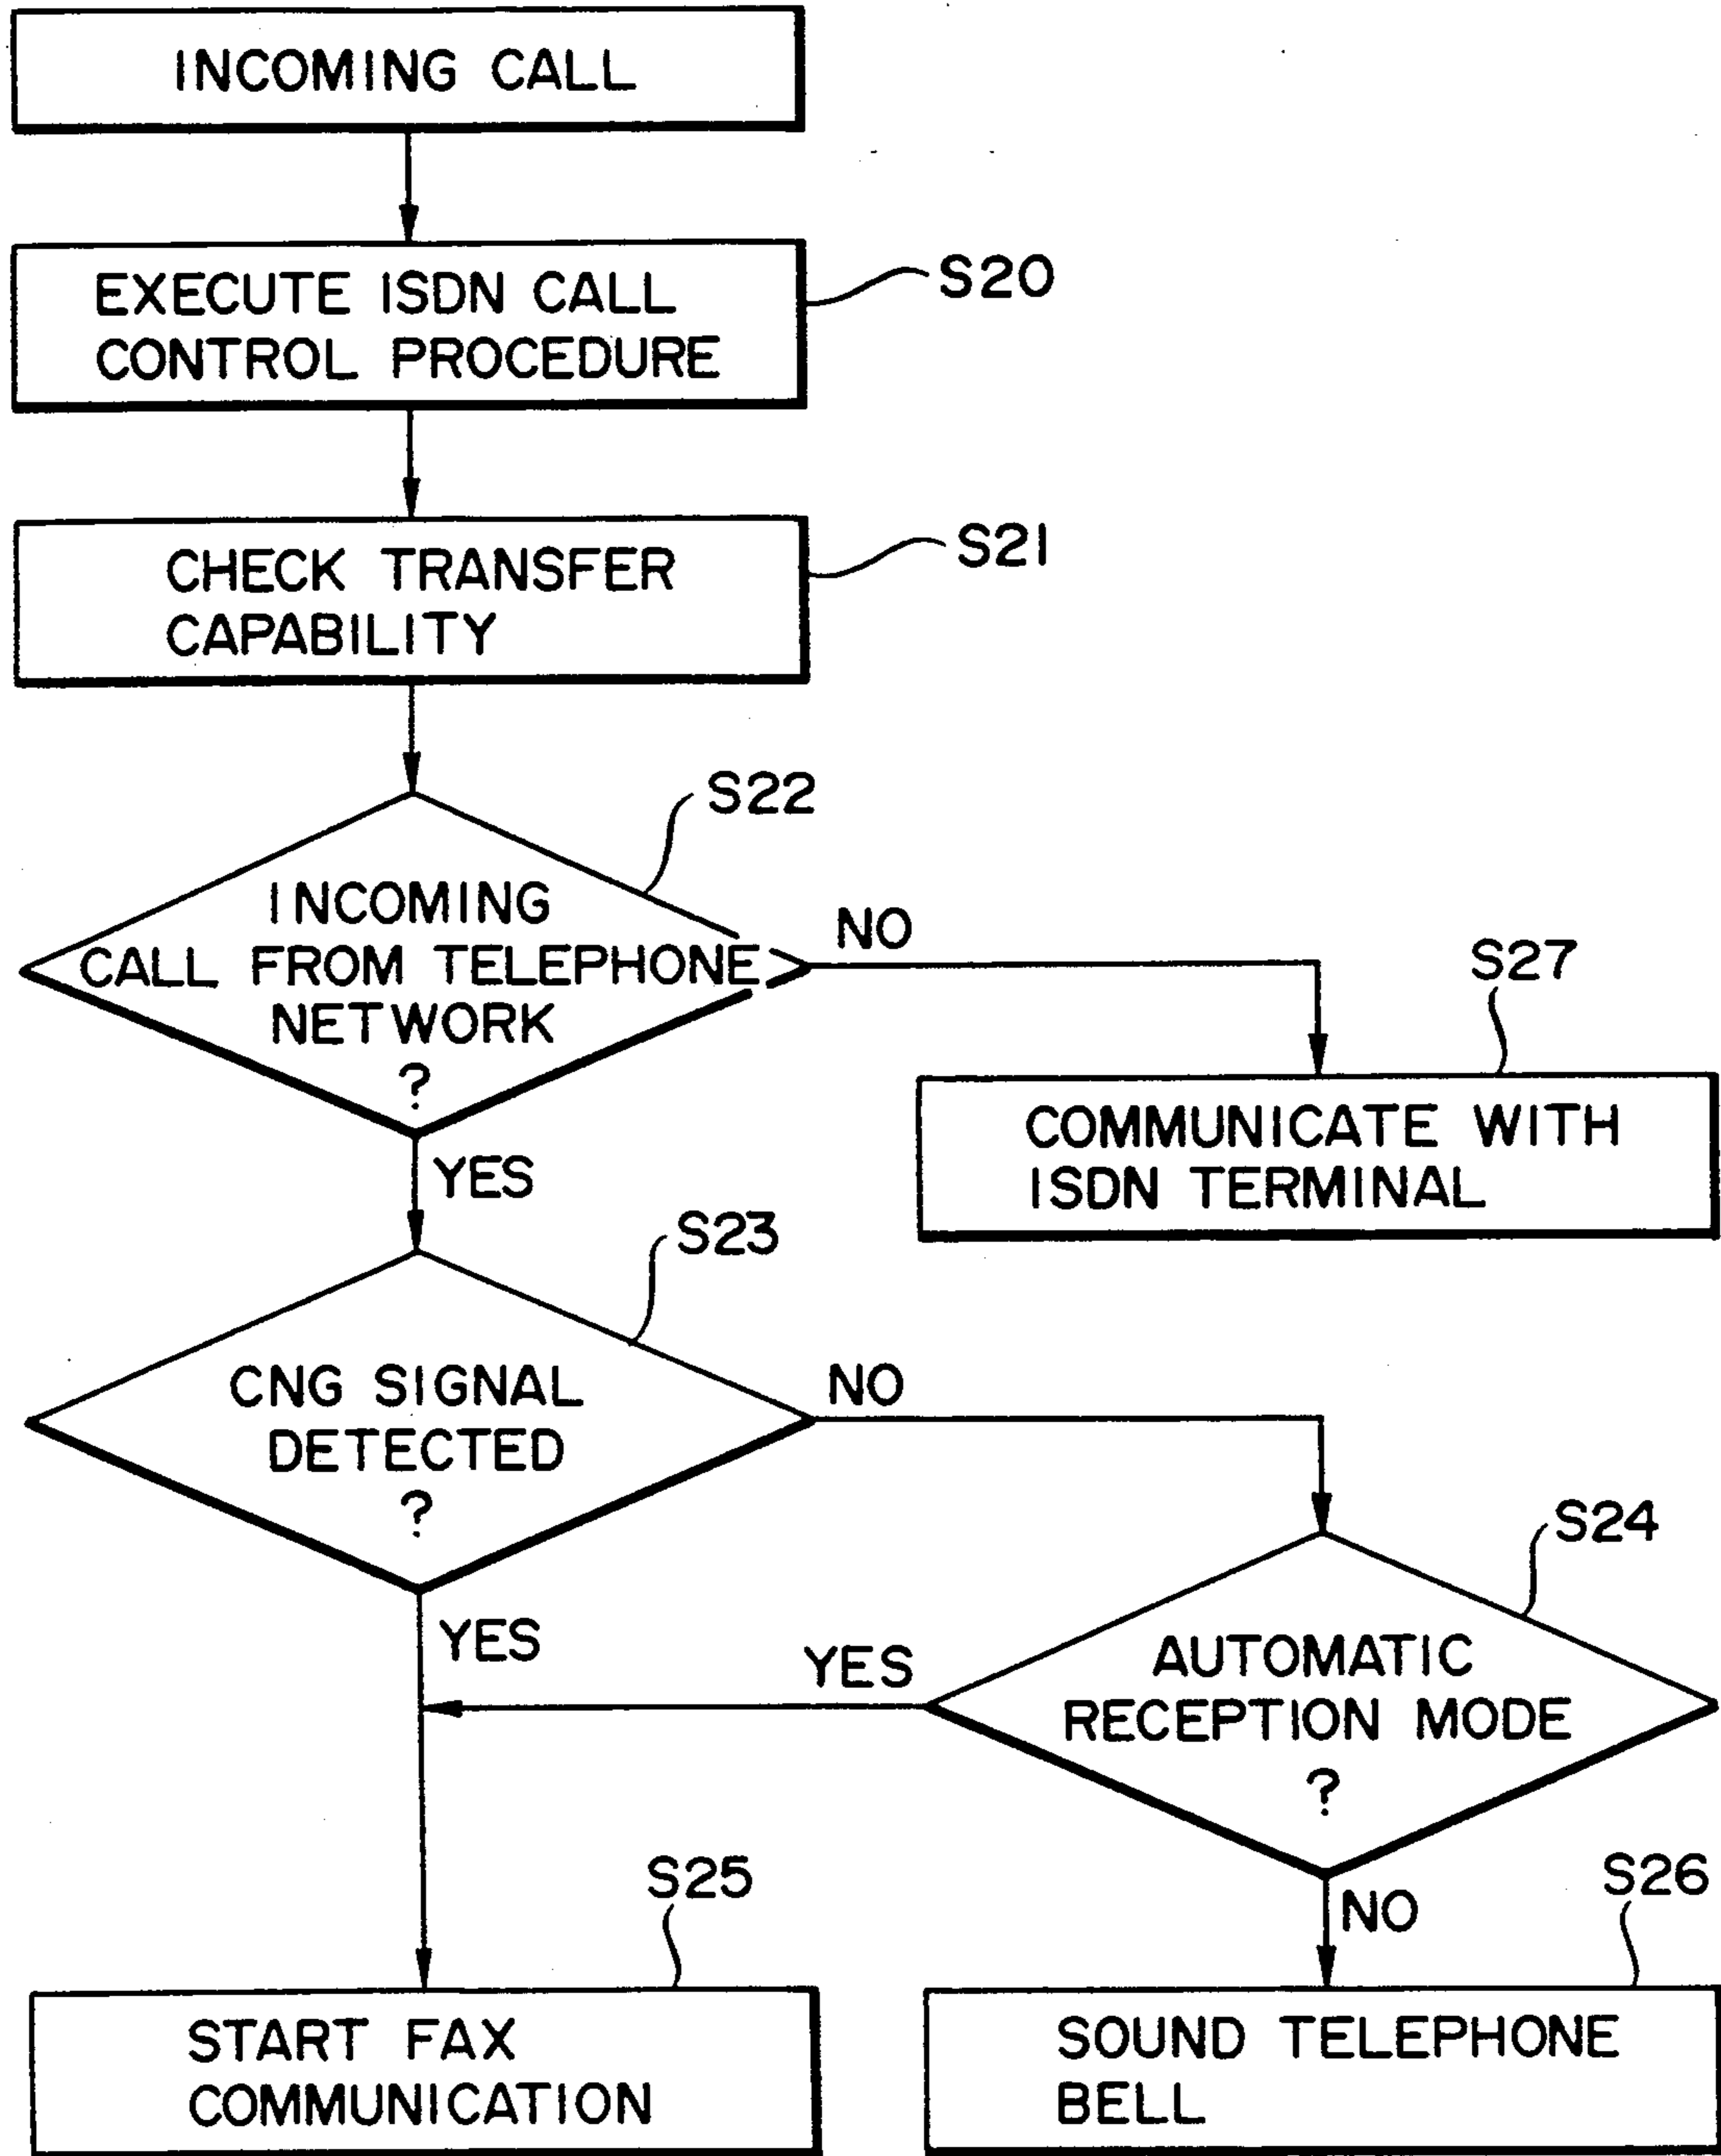 INCOMING CALL
EXECUTE ISDN CALL
CONTROL PROCEDURE
S20
CHECK TRANSFER
CAPABILITY
S21
S22
INCOMING
CALL FROM TELEPHONE
NETWORK
?
NO
YES
S27
COMMUNICATE WITH
ISDN TERMINAL
S23
CNG SIGNAL
DETECTED
?
NO
YES
S24
AUTOMATIC
RECEPTION MODE
?
YES
NO
S25
START FAX
COMMUNICATION
S26
SOUND TELEPHONE
BELL